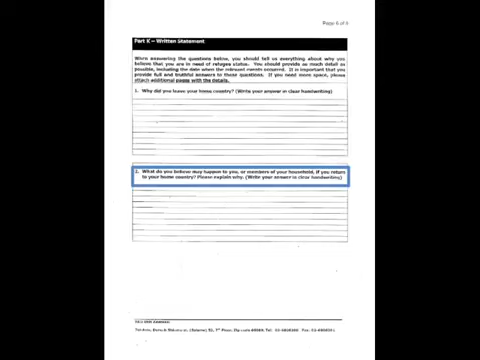 Page 6 of 8
Part K – Written Statement
When answering the questions below, you should tell us everything about why you
believe that you are in need of refugee status. You should provide as much detail as
possible, including the date when the relevant events occurred. It is important that you
provide full and truthful answers to these questions. If you need more space, please
attach additional pages with the details.
1. Why did you leave your home country? (Write your answer in clear handwriting)
2. What do you believe may happen to you, or members of your household, if you return
to your home country? Please explain why. (Write your answer in clear handwriting)